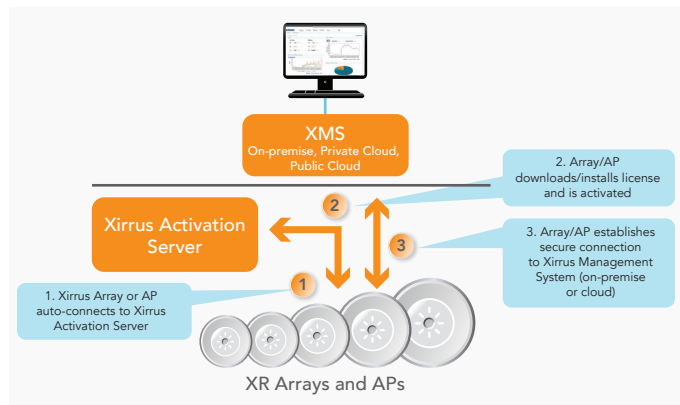 XMS
On-premise, Private Cloud,
Public Cloud
2. Array/AP
downloads/installs license
and is activated
2
Xirrus Activation
Server
3
3. Array/AP establishes
secure connection
to Xirrus Management
System (on-premise
or cloud)
1
1. Xirrus Array or AP
auto-connects to Xirrus
Activation Server
XR Arrays and APs